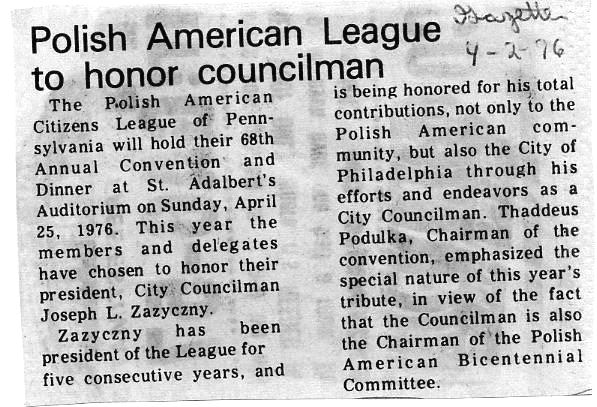 Polish American League
to honor councilman
Gazette
4-2-76
The Polish American
Citizens League of Penn-
sylvania will hold their 68th
Annual Convention and
Dinner at St. Adalbert's
Auditorium on Sunday, April
25, 1976. This year the
members and delegates
have chosen to honor their
president, City Councilman
Joseph L. Zazyczny.
Zazyczny has been
president of the League for
five consecutive years, and
is being honored for his total
contributions, not only to the
Polish American com-
munity, but also the City of
Philadelphia through his
efforts and endeavors as a
City Councilman. Thaddeus
Podulka, Chairman of the
convention, emphasized the
special nature of this year's
tribute, in view of the fact
that the Councilman is also
the Chairman of the Polish
American Bicentennial
Committee.